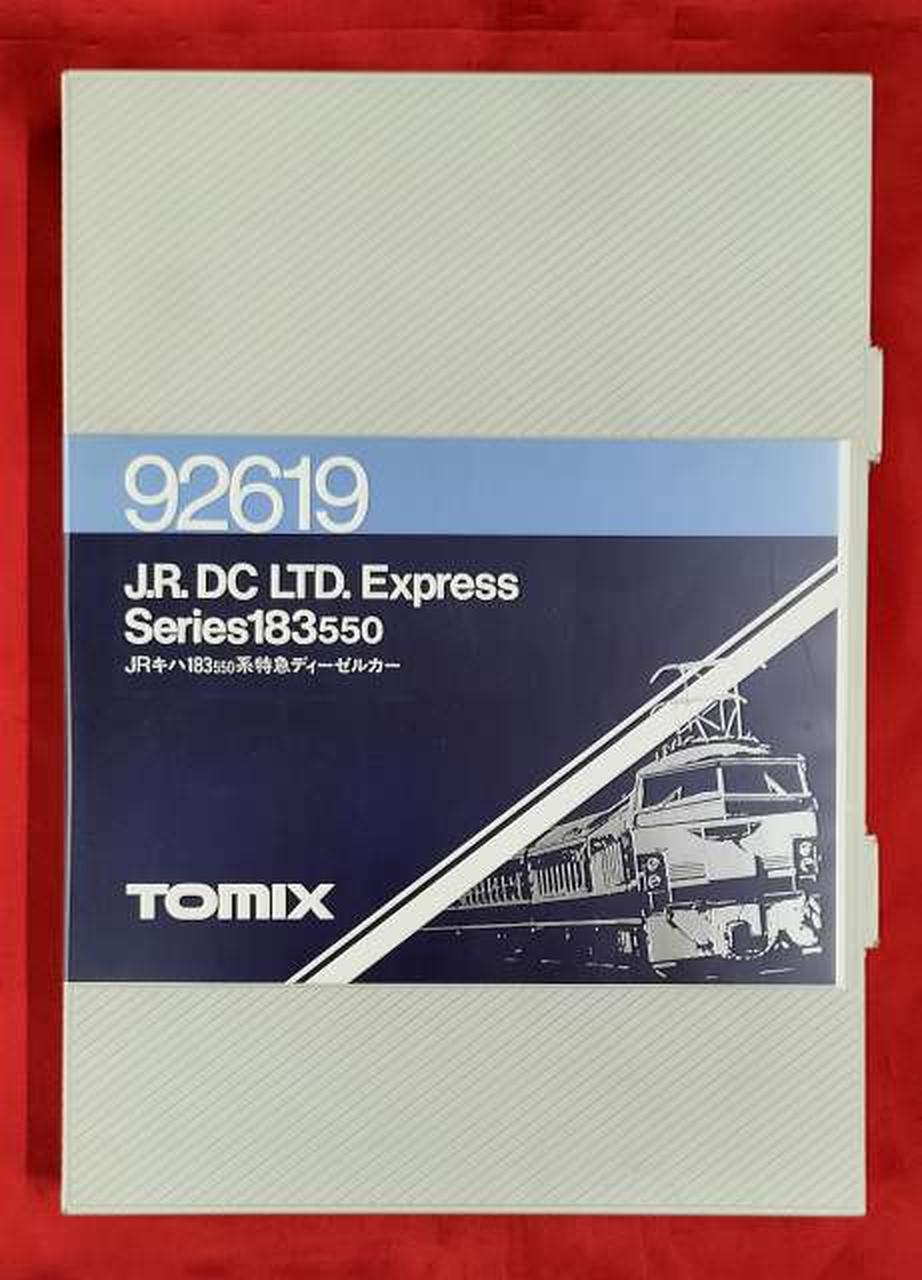 92619
J.R. DC LTD. Express
Series183550
JRキハ183550系特急ディーゼルカー
TOMIX